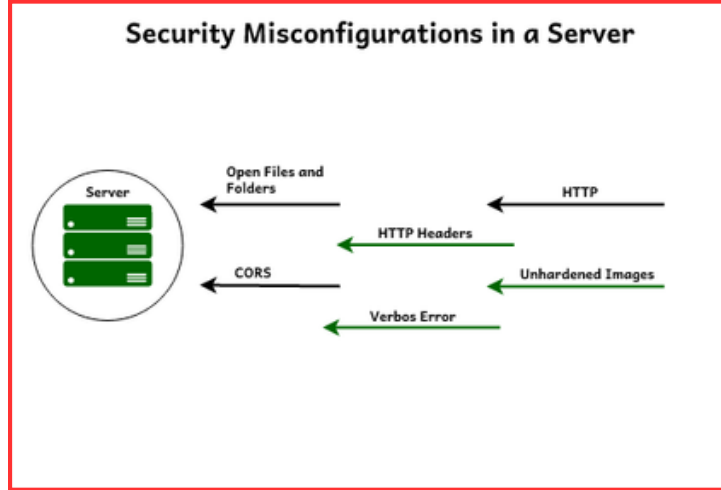 Security Misconfigurations in a Server
Open Files and
Folders
Server
HTTP
HTTP Headers
CORS
Unhardened Images
Verbos Error